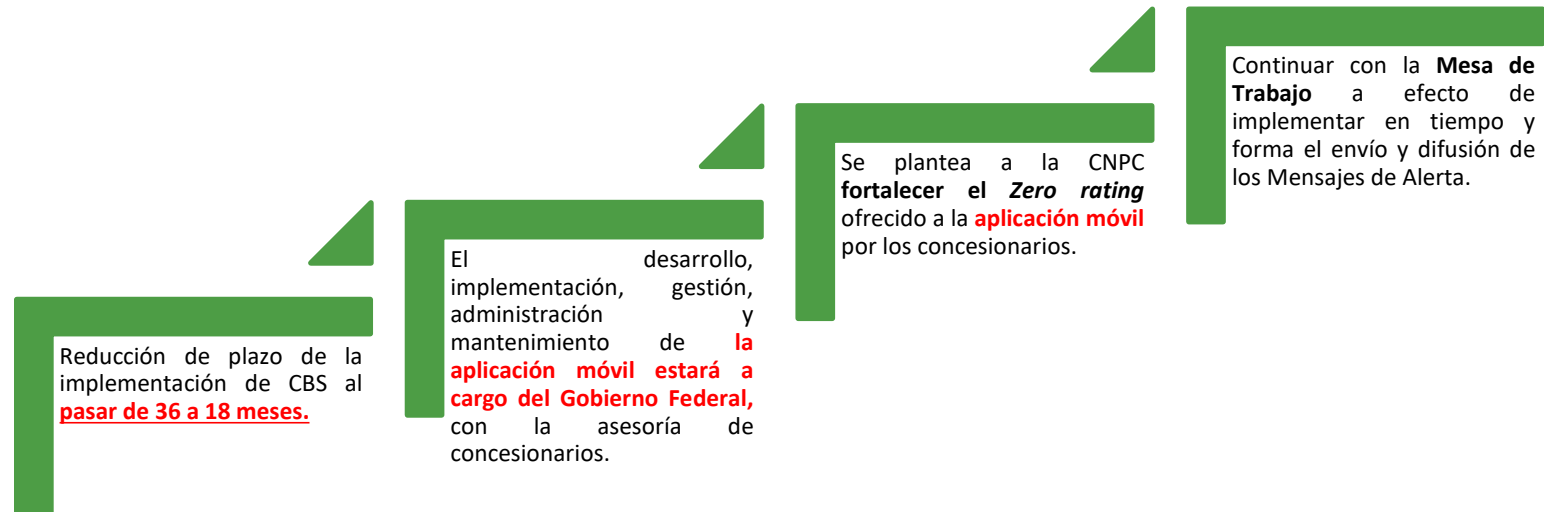 Reducción de plazo de la
implementación de CBS al
pasar de 36 a 18 meses.
El desarrollo,
implementación, gestión,
administración y
mantenimiento de la
aplicación móvil estará a
cargo del Gobierno Federal,
con la asesoría de
concesionarios.
Se plantea a la CNPC
fortalecer el Zero rating
ofrecido a la aplicación móvil
por los concesionarios.
Continuar con la Mesa de
Trabajo a efecto de
implementar en tiempo y
forma el envío y difusión de
los Mensajes de Alerta.